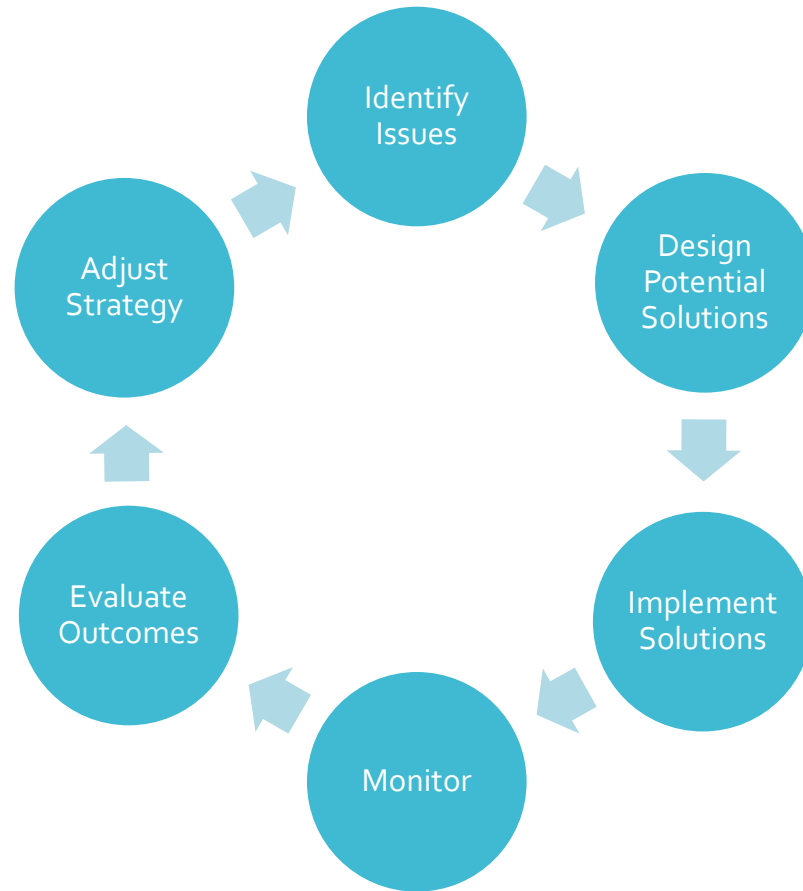 Identify
Issues
Design
Potential
Solutions
Implement
Solutions
Monitor
Evaluate
Outcomes
Adjust
Strategy